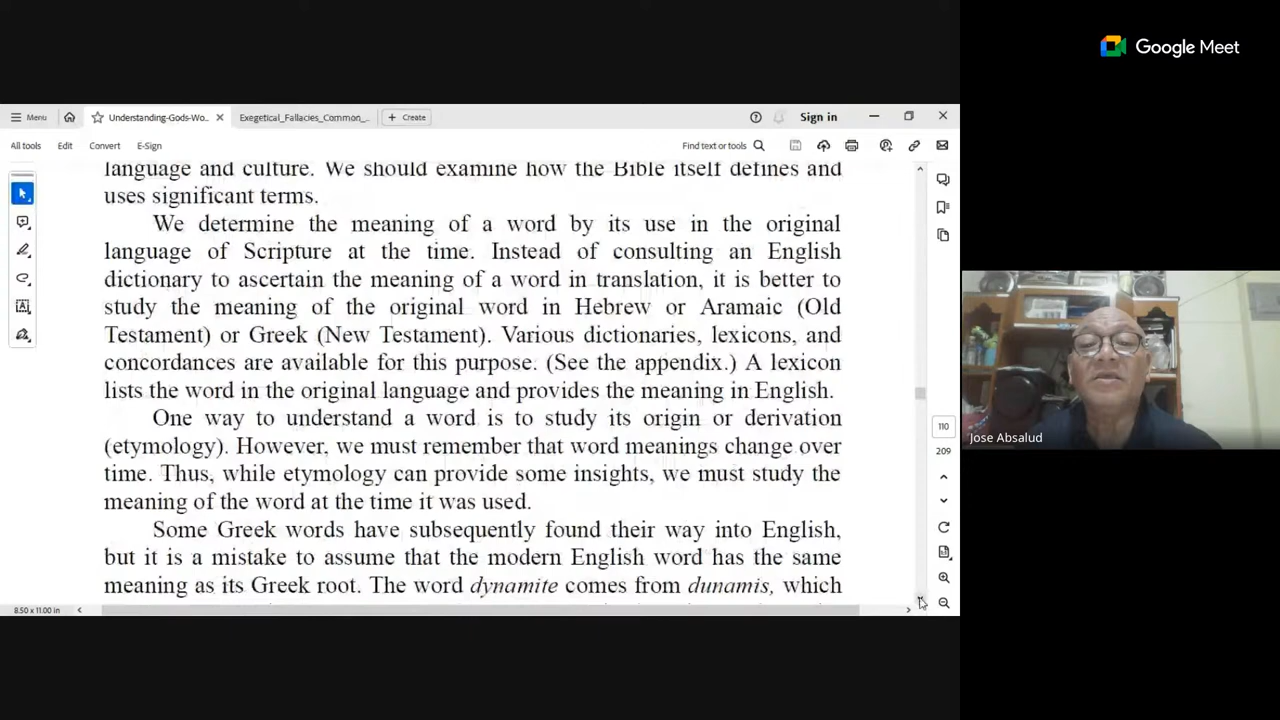 Google Meet
Menu
Understanding-Gods-Wo...
Exegetical_Fallacies_Common_...
Create
Sign in
All tools
Edit
Convert
E-Sign
Find text or tools
language and culture. We should examine how the Bible itself defines and
uses significant terms.
We determine the meaning of a word by its use in the original
language of Scripture at the time. Instead of consulting an English
dictionary to ascertain the meaning of a word in translation, it is better to
study the meaning of the original word in Hebrew or Aramaic (Old
Testament) or Greek (New Testament). Various dictionaries, lexicons, and
concordances are available for this purpose. (See the appendix.) A lexicon
lists the word in the original language and provides the meaning in English.
One way to understand a word is to study its origin or derivation
(etymology). However, we must remember that word meanings change over
time. Thus, while etymology can provide some insights, we must study the
meaning of the word at the time it was used.
Some Greek words have subsequently found their way into English,
but it is a mistake to assume that the modern English word has the same
meaning as its Greek root. The word dynamite comes from dunamis, which
110
209
8.50 x 11.00 in
Jose Absalud